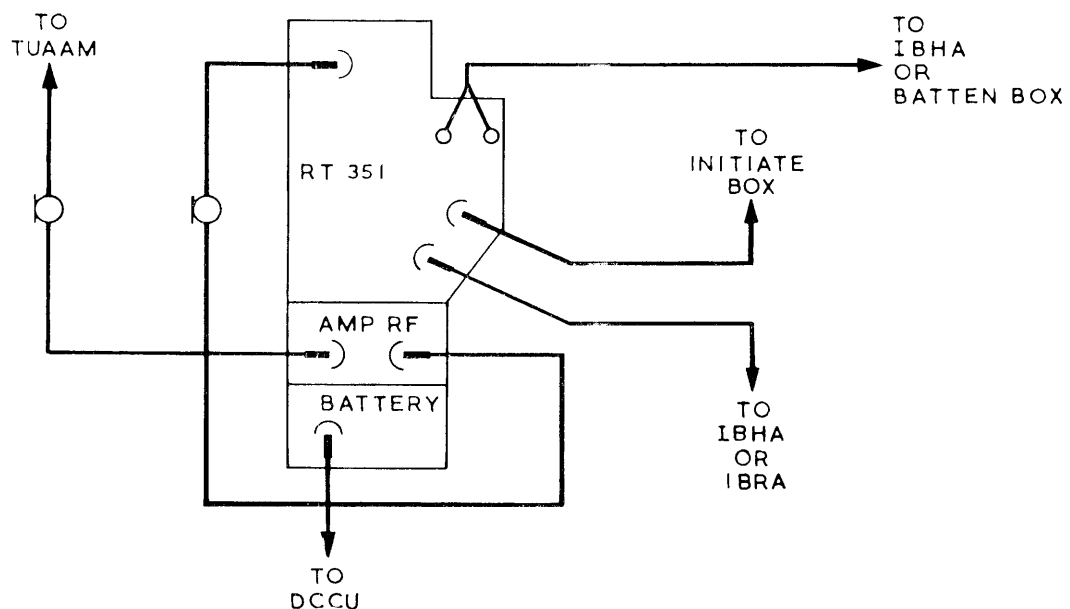 TO
TUAAM
TO
IBHA
OR
BATTEN BOX
TO
INITIATE
BOX
RT 351
AMP RF
BATTERY
TO
IBHA
OR
IBRA
TO
DCCU